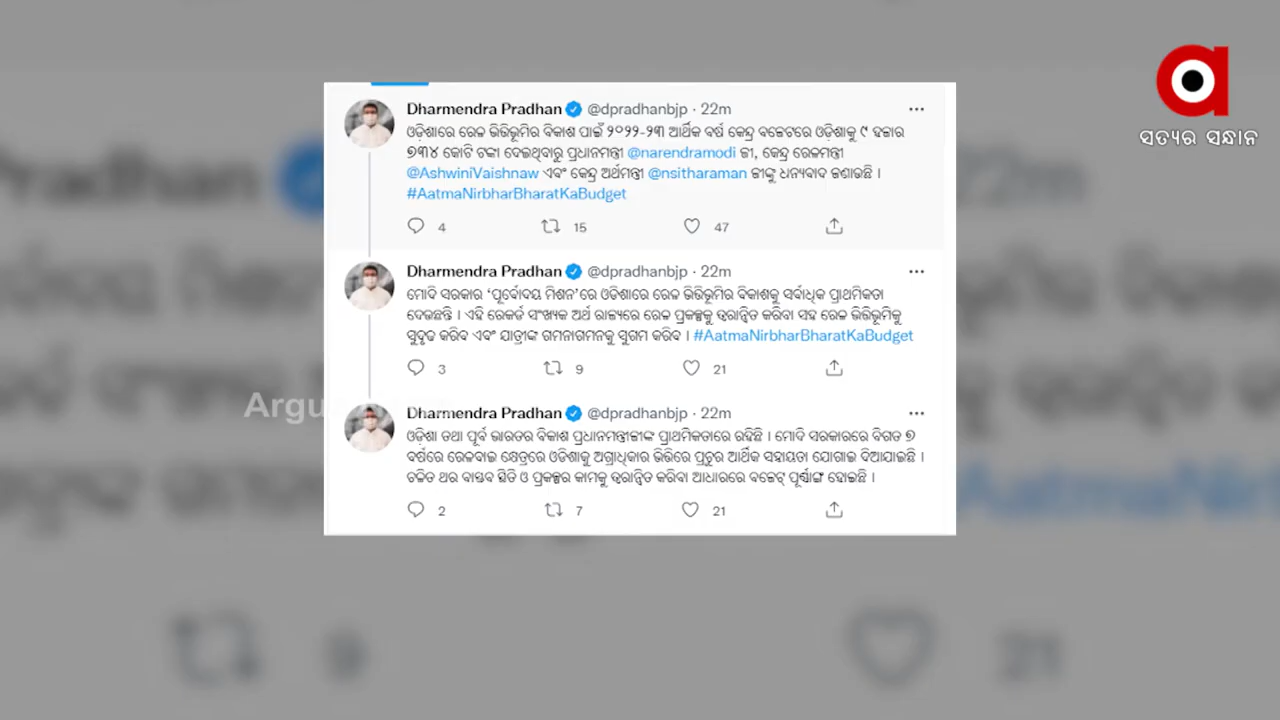 ସତ୍ୟର ସନ୍ଧାନ
Dharmendra Pradhan @dpradhanbjp · 22m
ଓଡିଶାରେ ରେଳ ଭିତ୍ତିଭୂମିର ବିକାଶ ପାଇଁ ୨୦୨୨-୨୩ ଆର୍ଥିକ ବର୍ଷ କେନ୍ଦ୍ର ବଜେଟରେ ଓଡିଶାକୁ ୯ ହଜାର
୭୩୪ କୋଟି ଟଙ୍କା ଦେଇଥିବାରୁ ପ୍ରଧାନମନ୍ତ୍ରୀ @narendramodi ଜୀ, କେନ୍ଦ୍ର ରେଳମନ୍ତ୍ରୀ
@AshwiniVaishnaw ଏବଂ କେନ୍ଦ୍ର ଅର୍ଥମନ୍ତ୍ରୀ @nsitharaman ଜୀଙ୍କୁ ଧନ୍ୟବାଦ ଜଣାଉଛି ।
#AatmaNirbharBharatKaBudget
4 15 47
Dharmendra Pradhan @dpradhanbjp · 22m
ମୋଦି ସରକାର ‘ପୂର୍ବୋଦୟ ମିଶନ’ରେ ଓଡିଶାରେ ରେଳ ଭିତ୍ତିଭୂମିର ବିକାଶକୁ ସର୍ବାଧିକ ପ୍ରାଥମିକତା
ଦେଉଛନ୍ତି । ଏହି ରେକର୍ଡ ସଂଖ୍ୟକ ଅର୍ଥ ରାଜ୍ୟରେ ରେଳ ପ୍ରକଳ୍ପକୁ ତ୍ୱରାନ୍ୱିତ କରିବା ସହ ରେଳ ଭିତ୍ତିଭୂମିକୁ
ସୁଦୃଢ କରିବ ଏବଂ ଯାତ୍ରୀଙ୍କ ଗମନାଗମନକୁ ସୁଗମ କରିବ । #AatmaNirbharBharatKaBudget
3 9 21
Argu
Dharmendra Pradhan @dpradhanbjp · 22m
ଓଡ଼ିଶା ତଥା ପୂର୍ବ ଭାରତର ବିକାଶ ପ୍ରଧାନମନ୍ତ୍ରୀଜୀଙ୍କ ପ୍ରାଥମିକତାରେ ରହିଛି । ମୋଦି ସରକାରରେ ବିଗତ ୭
ବର୍ଷରେ ରେଳବାଇ କ୍ଷେତ୍ରରେ ଓଡିଶାକୁ ଅଗ୍ରାଧିକାର ଭିତ୍ତିରେ ପ୍ରଚୁର ଆର୍ଥିକ ସହାୟତା ଯୋଗାଇ ଦିଆଯାଇଛି ।
ଚଳିତ ଥର ବାସ୍ତବ ସ୍ଥିତି ଓ ପ୍ରକଳ୍ପର କାମକୁ ତ୍ୱରାନ୍ୱିତ କରିବା ଆଧାରରେ ବଜେଟ୍ ପୂର୍ଣ୍ଣାଙ୍ଗ ହୋଇଛି ।
2 7 21